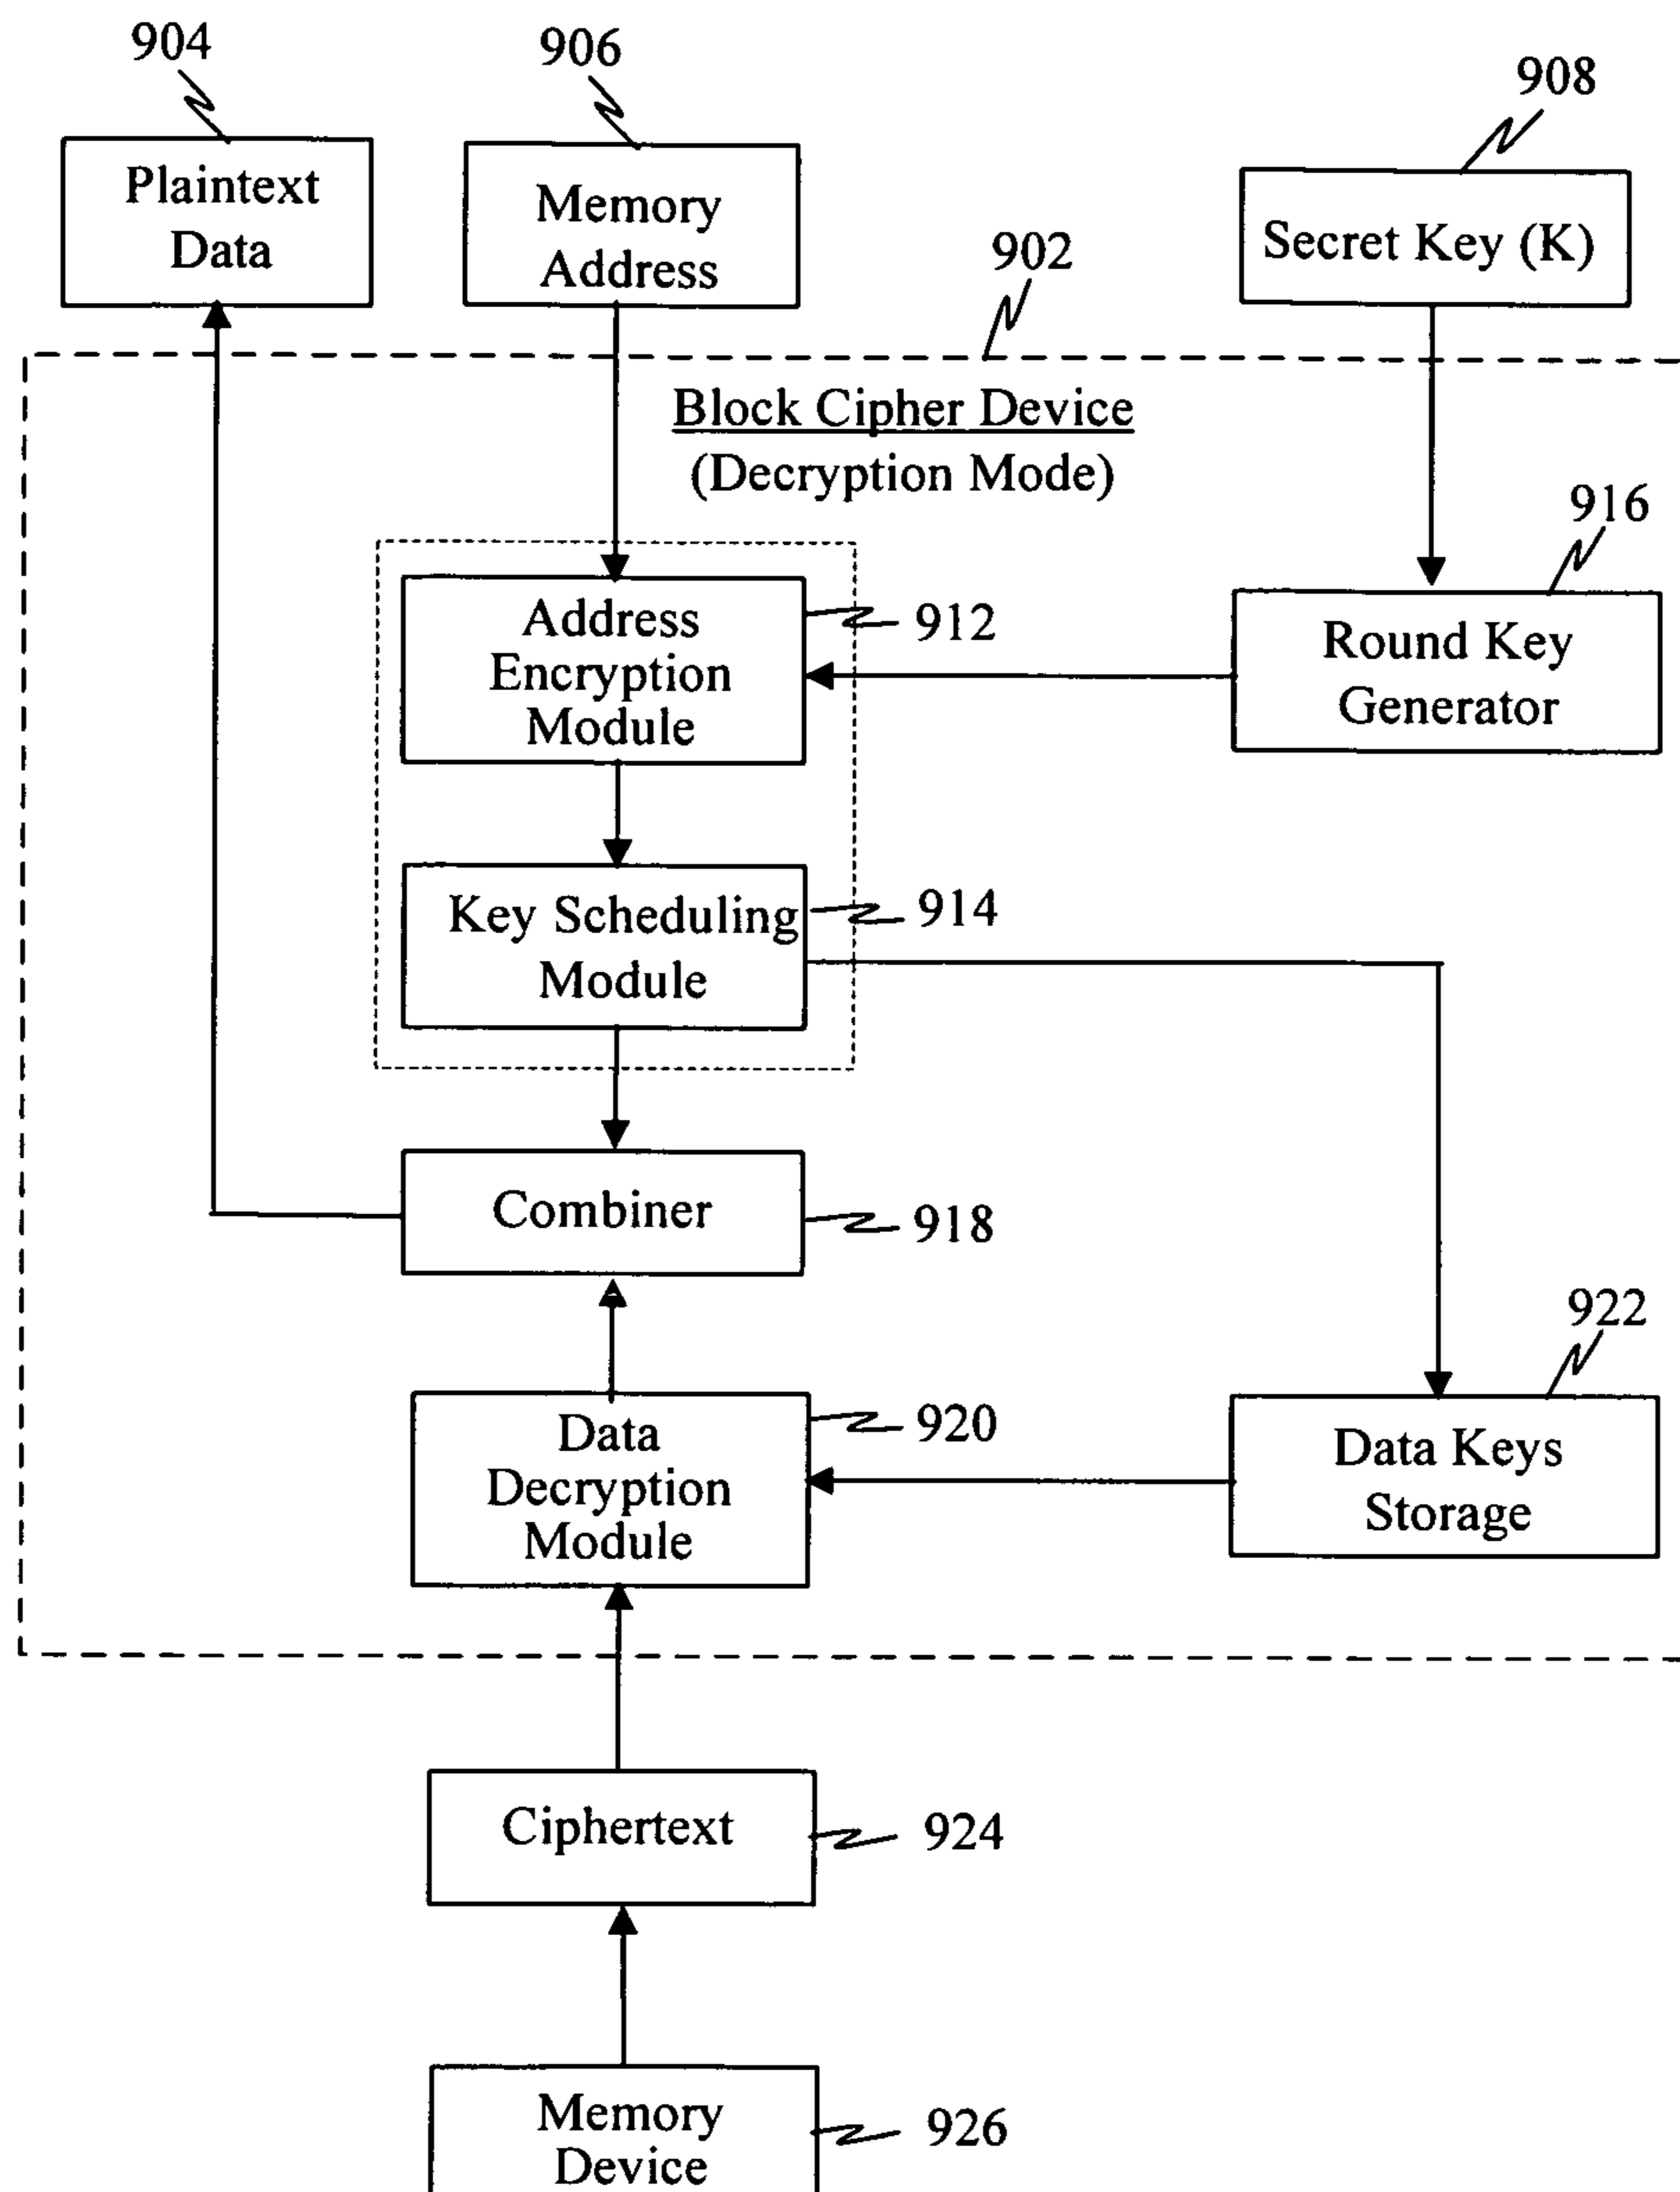 904
906
908
Plaintext
Data
Memory
Address
Secret Key (K)
902
Block Cipher Device
(Decryption Mode)
916
Address
Encryption
Module
912
Round Key
Generator
Key Scheduling
Module
914
Combiner
918
922
Data
Decryption
Module
920
Data Keys
Storage
Ciphertext
924
Memory
Device
926